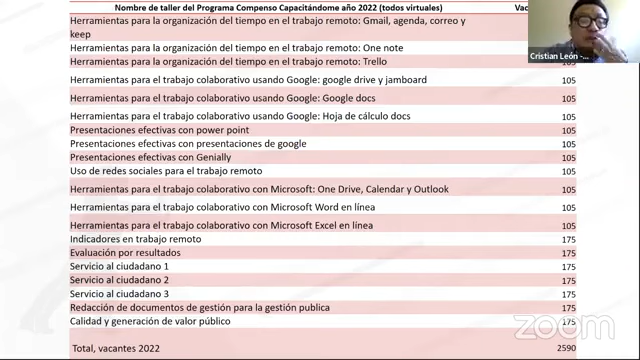 Nombre de taller del Programa Compenso Capacitándome año 2022 (todos virtuales) Vac
Herramientas para la organización del tiempo en el trabajo remoto: Gmail, agenda, correo y
keep
Herramientas para la organización del tiempo en el trabajo remoto: One note
Herramientas para la organización del tiempo en el trabajo remoto: Trello
Cristian León -...
Herramientas para el trabajo colaborativo usando Google: google drive y jamboard 105
Herramientas para el trabajo colaborativo usando Google: Google docs 105
Herramientas para el trabajo colaborativo usando Google: Hoja de cálculo docs 105
Presentaciones efectivas con power point 105
Presentaciones efectivas con presentaciones de google 105
Presentaciones efectivas con Genially 105
Uso de redes sociales para el trabajo remoto 105
Herramientas para el trabajo colaborativo con Microsoft: One Drive, Calendar y Outlook 105
Herramientas para el trabajo colaborativo con Microsoft Word en línea 105
Herramientas para el trabajo colaborativo con Microsoft Excel en línea 105
Indicadores en trabajo remoto 175
Evaluación por resultados 175
Servicio al ciudadano 1 175
Servicio al ciudadano 2 175
Servicio al ciudadano 3 175
Redacción de documentos de gestión para la gestión publica 175
Calidad y generación de valor público 175
zoom
Total, vacantes 2022 2590